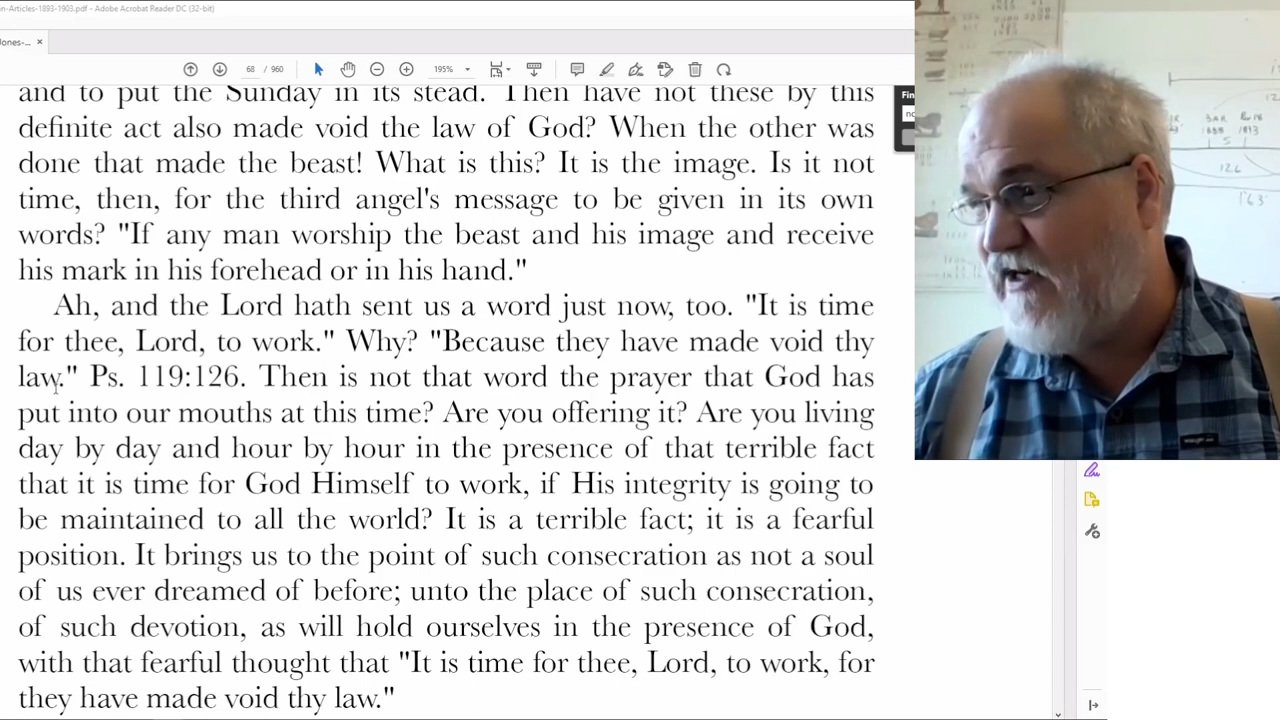 n-Articles-1893-1903.pdf - Adobe Acrobat Reader DC (32-bit)
Jones-... ×
68 / 960 195%
and to put the Sunday in its stead. Then have not these by this
definite act also made void the law of God? When the other was
done that made the beast! What is this? It is the image. Is it not
time, then, for the third angel's message to be given in its own
words? "If any man worship the beast and his image and receive
his mark in his forehead or in his hand."
Ah, and the Lord hath sent us a word just now, too. "It is time
for thee, Lord, to work." Why? "Because they have made void thy
law." Ps. 119:126. Then is not that word the prayer that God has
put into our mouths at this time? Are you offering it? Are you living
day by day and hour by hour in the presence of that terrible fact
that it is time for God Himself to work, if His integrity is going to
be maintained to all the world? It is a terrible fact; it is a fearful
position. It brings us to the point of such consecration as not a soul
of us ever dreamed of before; unto the place of such consecration,
of such devotion, as will hold ourselves in the presence of God,
with that fearful thought that "It is time for thee, Lord, to work, for
they have made void thy law."
Fin
no
1888 1893
5
12.6
163